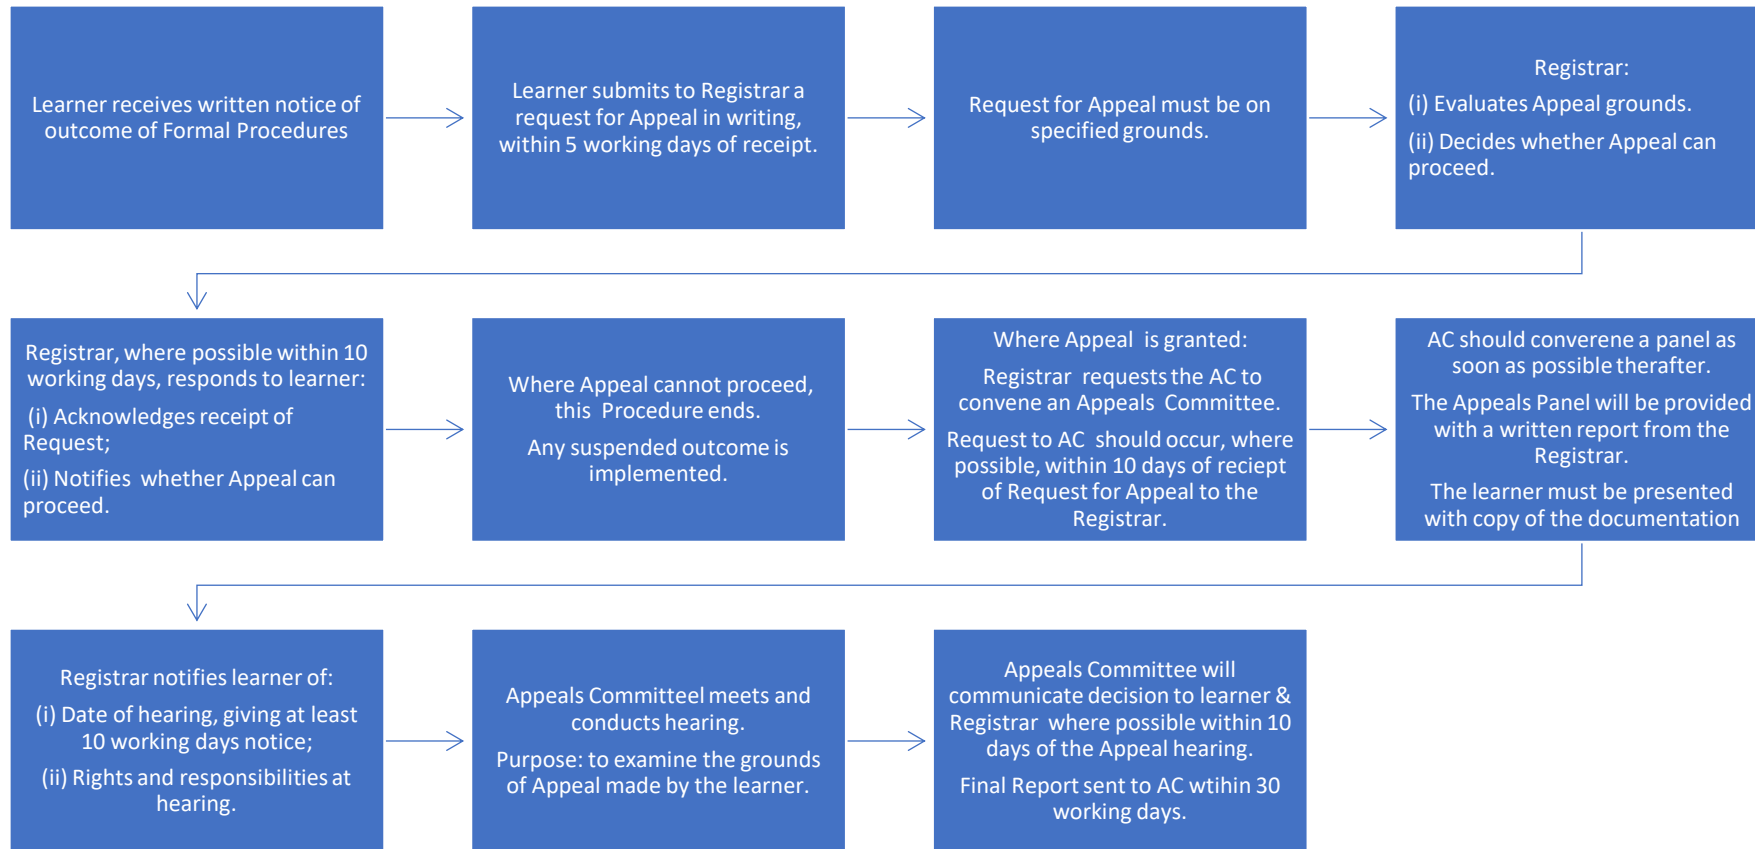 Learner receives written notice of
outcome of Formal Procedures
Learner submits to Registrar a
request for Appeal in writing,
within 5 working days of receipt.
Request for Appeal must be on
specified grounds.
Registrar:
(i) Evaluates Appeal grounds.
(ii) Decides whether Appeal can
proceed.
Registrar, where possible within 10
working days, responds to learner:
(i) Acknowledges receipt of
Request;
(ii) Notifies whether Appeal can
proceed.
Where Appeal cannot proceed,
this Procedure ends.
Any suspended outcome is
implemented.
Where Appeal is granted:
Registrar requests the AC to
convene an Appeals Committee.
Request to AC should occur, where
possible, within 10 days of reciept
of Request for Appeal to the
Registrar.
AC should converene a panel as
soon as possible therafter.
The Appeals Panel will be provided
with a written report from the
Registrar.
The learner must be presented
with copy of the documentation
Registrar notifies learner of:
(i) Date of hearing, giving at least
10 working days notice;
(ii) Rights and responsibilities at
hearing.
Appeals Committeel meets and
conducts hearing.
Purpose: to examine the grounds
of Appeal made by the learner.
Appeals Committee will
communicate decision to learner &
Registrar where possible within 10
days of the Appeal hearing.
Final Report sent to AC wtihin 30
working days.